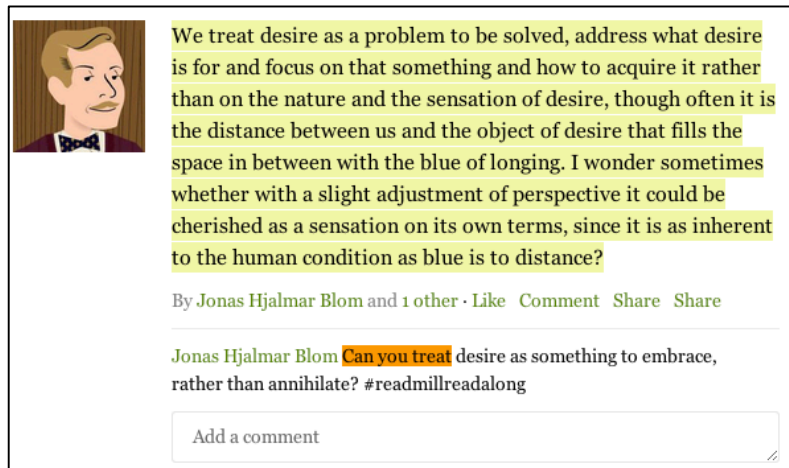 We treat desire as a problem to be solved, address what desire
is for and focus on that something and how to acquire it rather
than on the nature and the sensation of desire, though often it is
the distance between us and the object of desire that fills the
space in between with the blue of longing. I wonder sometimes
whether with a slight adjustment of perspective it could be
cherished as a sensation on its own terms, since it is as inherent
to the human condition as blue is to distance?
By Jonas Hjalmar Blom and 1 other · Like Comment Share Share
Jonas Hjalmar Blom Can you treat desire as something to embrace,
rather than annihilate? #readmillreadalong
Add a comment